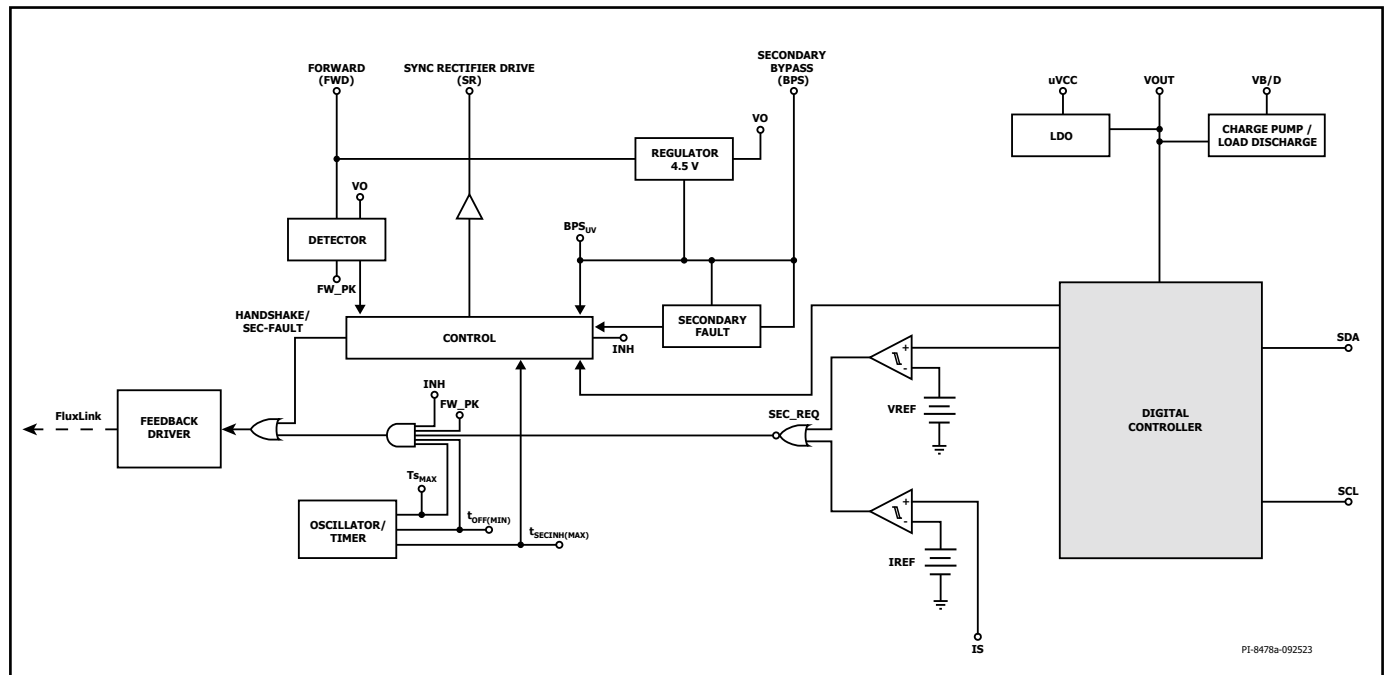 FORWARD
(FWD)
SYNC RECTIFIER DRIVE
(SR)
SECONDARY
BYPASS
(BPS)
uVCC
VOUT
VB/D
LDO
CHARGE PUMP /
LOAD DISCHARGE
VO
REGULATOR
4.5 V
VO
DETECTOR
FW_PK
BPSUV
HANDSHAKE/
SEC-FAULT
CONTROL
SECONDARY
FAULT
INH
SDA
INH
FW_PK
SEC_REQ
+
-
VREF
DIGITAL
CONTROLLER
FluxLink
FEEDBACK
DRIVER
TsMAX
OSCILLATOR/
TIMER
tOFF(MIN)
tSECINH(MAX)
+
-
IREF
SCL
IS
PI-8478a-092523